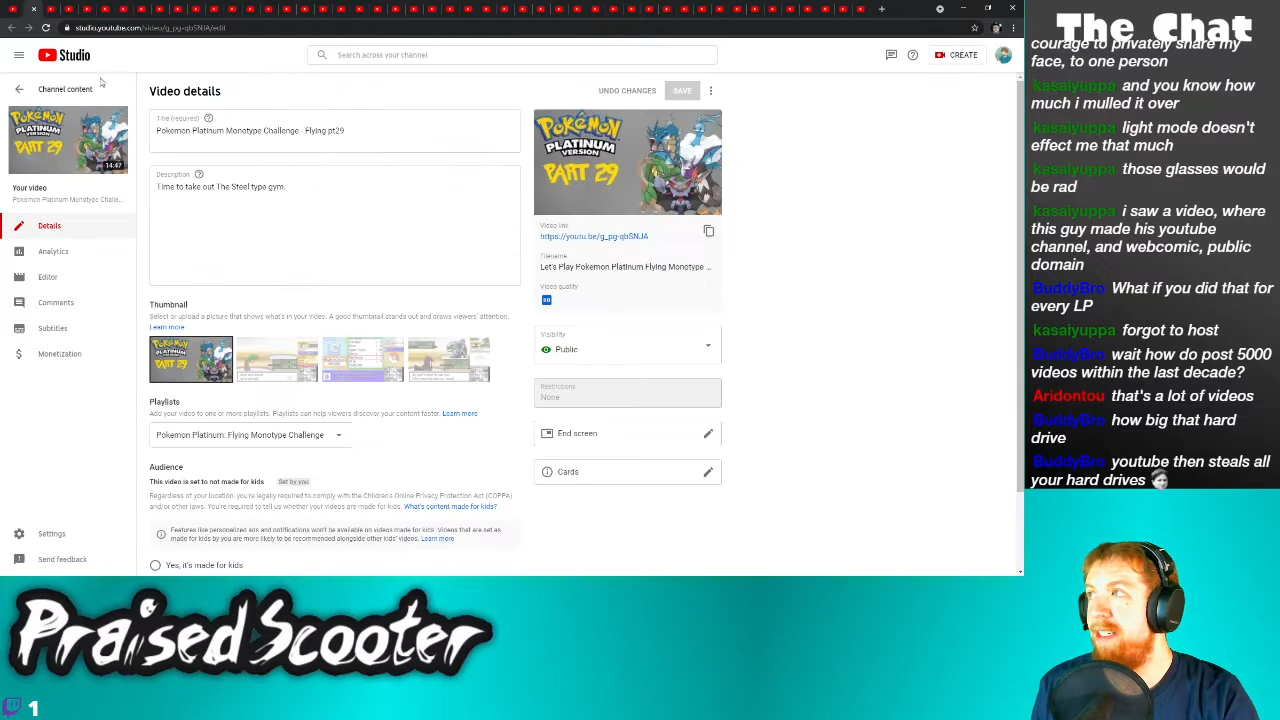 studio.youtube.com/video/g_pg-qbSNJA/edit
Studio
Search across your channel
CREATE
Channel content
POKÉMON
PLATINUM
VERSION
PART 29
14:47
Your video
Pokemon Platinum Monotype Challe...
Details
Analytics
Editor
Comments
Subtitles
Monetization
Settings
Send feedback
Video details
UNDO CHANGES
SAVE
Title (required)
Pokemon Platinum Monotype Challenge - Flying pt29
Description
Time to take out The Steel type gym.
Thumbnail
Select or upload a picture that shows what's in your video. A good thumbnail stands out and draws viewers' attention.
Learn more
POKÉMON
PLATINUM
PART 29
Playlists
Add your video to one or more playlists. Playlists can help viewers discover your content faster. Learn more
Pokemon Platinum: Flying Monotype Challenge
Audience
This video is set to not made for kids Set by you
Regardless of your location, you're legally required to comply with the Children's Online Privacy Protection Act (COPPA)
and/or other laws. You're required to tell us whether your videos are made for kids. What's content made for kids?
Features like personalized ads and notifications won't be available on videos made for kids. Videos that are set as
made for kids by you are more likely to be recommended alongside other kids' videos. Learn more
Yes, it's made for kids
POKÉMON
PLATINUM
VERSION
PART 29
Video link
https://youtu.be/g_pg-qbSNJA
Filename
Let's Play Pokemon Platinum Flying Monotype ...
Video quality
SD
Visibility
Public
Restrictions
None
End screen
Cards
The Chat
courage to privately share my
face, to one person
kasaiyuppa and you know how
much i mulled it over
kasaiyuppa light mode doesn't
effect me that much
kasaiyuppa those glasses would
be rad
kasaiyuppa i saw a video, where
this guy made his youtube
channel, and webcomic, public
domain
BuddyBro What if you did that for
every LP
kasaiyuppa forgot to host
BuddyBro wait how do post 5000
videos within the last decade?
Aridontou that's a lot of videos
BuddyBro how big that hard
drive
BuddyBro youtube then steals all
your hard drives
PraisedScooter
1